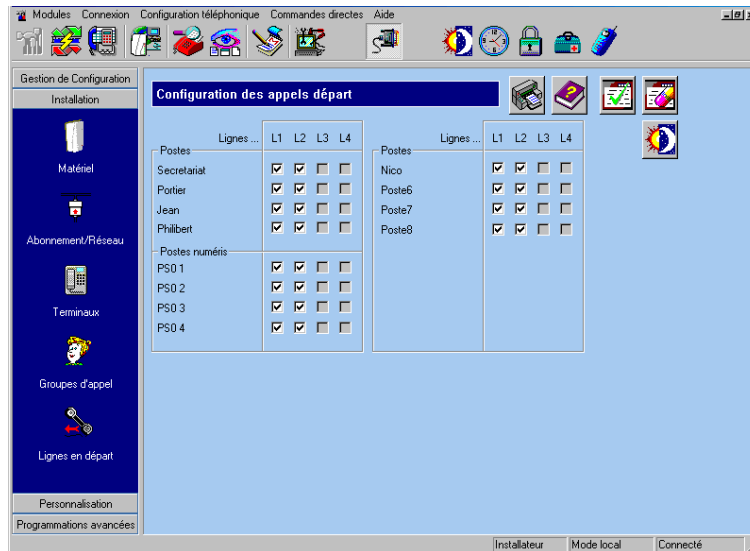 Modules Connexion Configuration téléphonique Commandes directes Aide
Gestion de Configuration
Installation
Matériel
Abonnement/Réseau
Terminaux
Groupes d'appel
Lignes en départ
Personnalisation
Programmations avancées
Configuration des appels départ
Lignes ... L1 L2 L3 L4
Postes
Secretariat
Portier
Jean
Philibert
Postes numéris
PS0 1
PS0 2
PS0 3
PS0 4
Lignes ... L1 L2 L3 L4
Postes
Nico
Poste6
Poste7
Poste8
Installateur Mode local Connecté